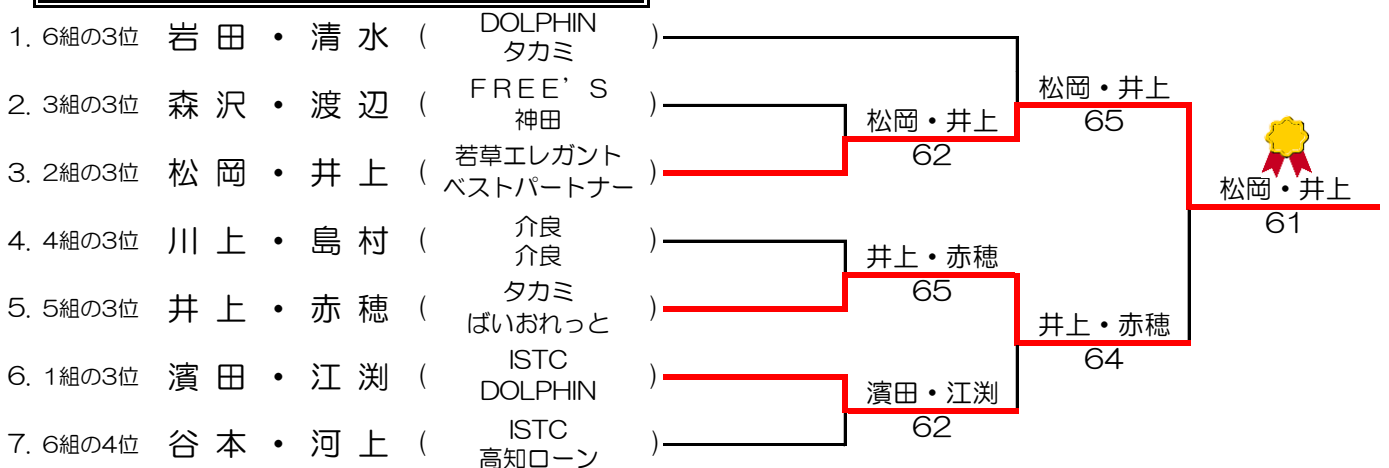 1. 6組の3位 岩田・清水 ( DOLPHIN タカミ )
2. 3組の3位 森沢・渡辺 ( FREE’S 神田 )
3. 2組の3位 松岡・井上 ( 若草エレガント ベストパートナー )
4. 4組の3位 川上・島村 ( 介良 介良 )
5. 5組の3位 井上・赤穂 ( タカミ ばいおれっと )
6. 1組の3位 濱田・江渕 ( ISTC DOLPHIN )
7. 6組の4位 谷本・河上 ( ISTC 高知ローン )
松岡・井上
62
井上・赤穂
65
濱田・江渕
62
松岡・井上
65
井上・赤穂
64
松岡・井上
61